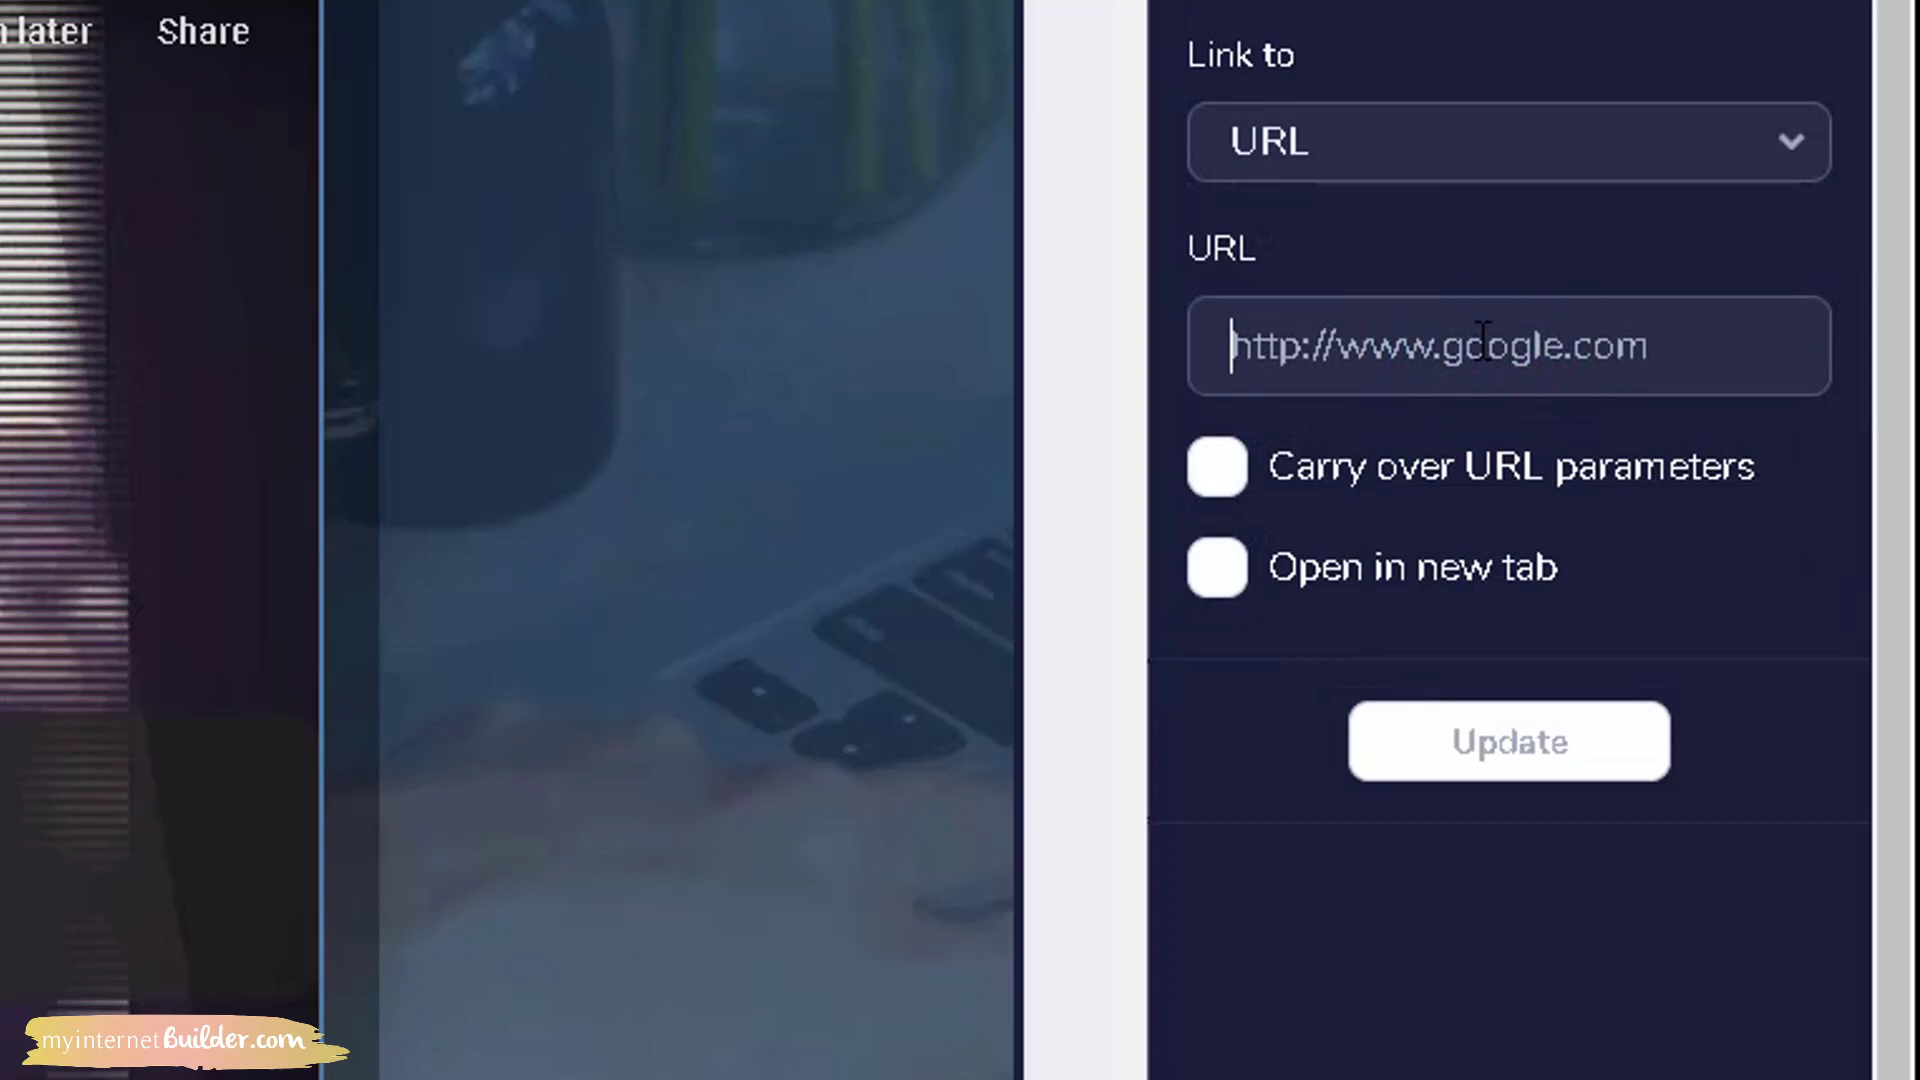 later
Share
Link to
URL
URL
http://www.google.com
Carry over URL parameters
Open in new tab
Update
myinternetBuilder.com